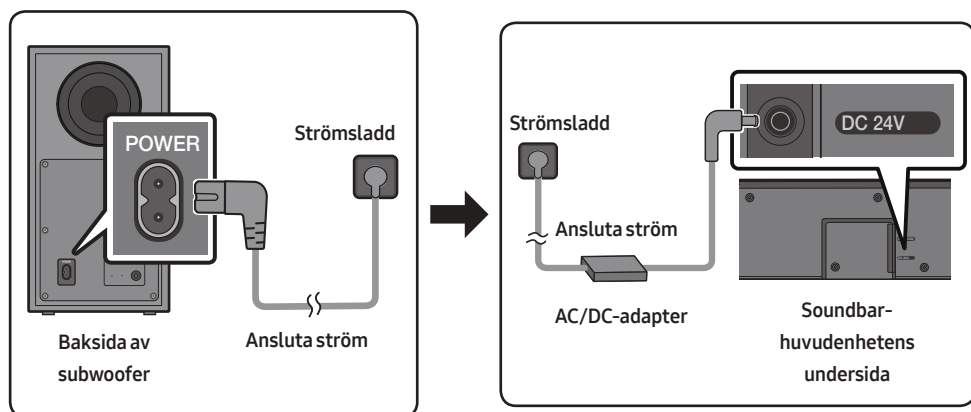 POWER
Strömsladd
Baksida av
subwoofer
Ansluta ström
DC 24V
Strömsladd
Ansluta ström
AC/DC-adapter
Soundbar-
huvudenhetens
undersida